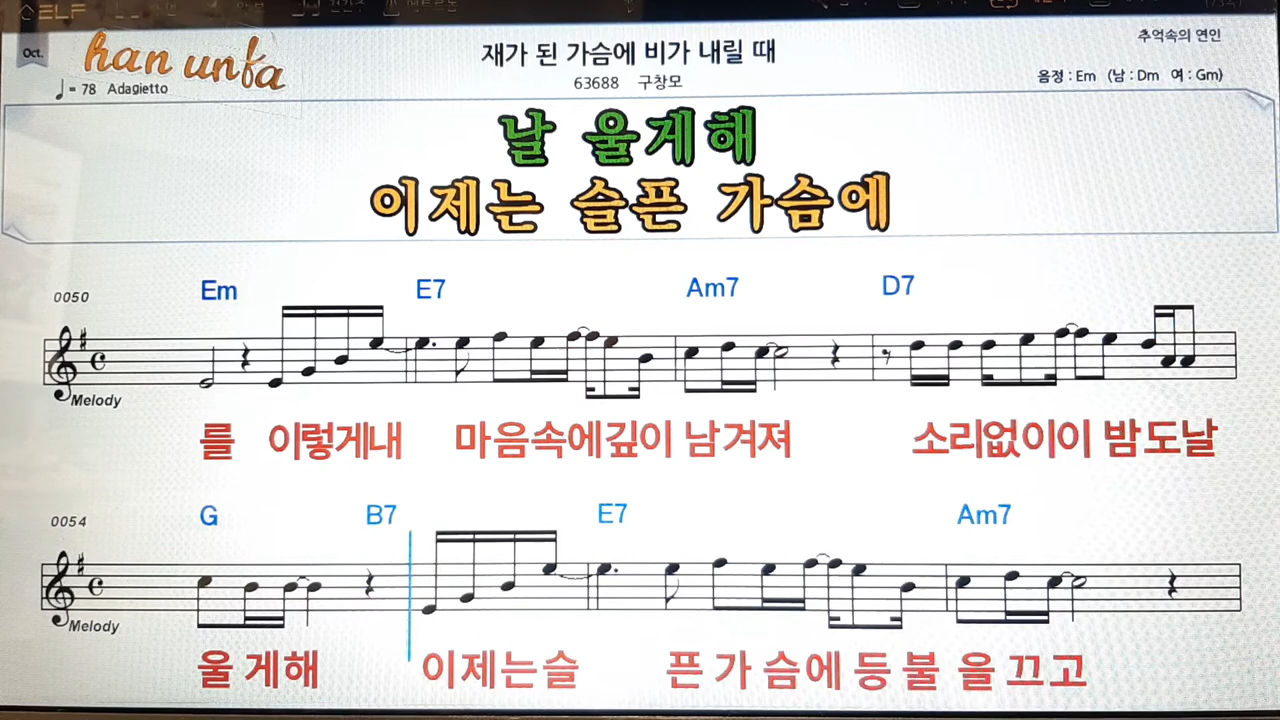 ELF
Oct.
han unfa
재가 된 가슴에 비가 내릴 때
추억속의 연인
= 78 Adagietto
63688 구창모
음정 : Em (남 : Dm 여 : Gm)
날 울게해
이제는 슬픈 가슴에
0050 Em E7 Am7 D7
Melody
를 이렇게내 마음속에깊이 남겨져 소리없이이 밤도날
0054 G B7 E7 Am7
Melody
울게해 이제는슬 픈가슴에등불 을끄고